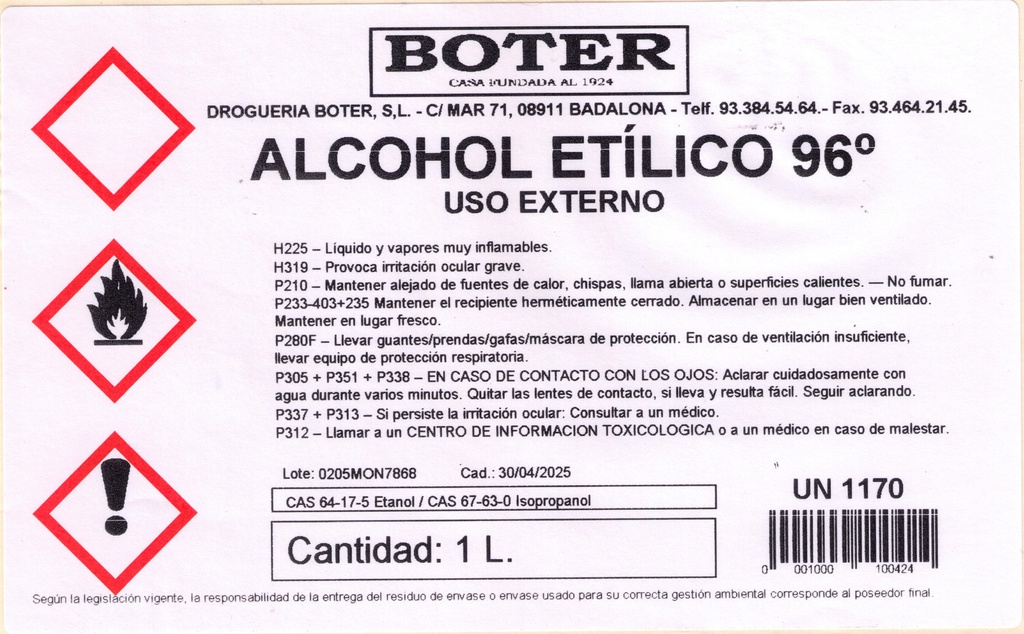 BOTER
CASA FUNDADA AL 1924
DROGUERIA BOTER, S,L. - C/ MAR 71, 08911 BADALONA - Telf. 93.384.54.64.- Fax. 93.464.21.45.
ALCOHOL ETÍLICO 96º
USO EXTERNO
H225 – Líquido y vapores muy inflamables.
H319 – Provoca irritación ocular grave.
P210 – Mantener alejado de fuentes de calor, chispas, llama abierta o superficies calientes. — No fumar.
P233-403+235 Mantener el recipiente herméticamente cerrado. Almacenar en un lugar bien ventilado.
Mantener en lugar fresco.
P280F – Llevar guantes/prendas/gafas/máscara de protección. En caso de ventilación insuficiente,
llevar equipo de protección respiratoria.
P305 + P351 + P338 – EN CASO DE CONTACTO CON LOS OJOS: Aclarar cuidadosamente con
agua durante varios minutos. Quitar las lentes de contacto, si lleva y resulta fácil. Seguir aclarando.
P337 + P313 – Si persiste la irritación ocular: Consultar a un médico.
P312 – Llamar a un CENTRO DE INFORMACION TOXICOLOGICA o a un médico en caso de malestar.
Lote: 0205MON7868 Cad.: 30/04/2025
CAS 64-17-5 Etanol / CAS 67-63-0 Isopropanol
UN 1170
Cantidad: 1 L.
0 001000 100424
Según la legislación vigente, la responsabilidad de la entrega del residuo de envase o envase usado para su correcta gestión ambiental corresponde al poseedor final.